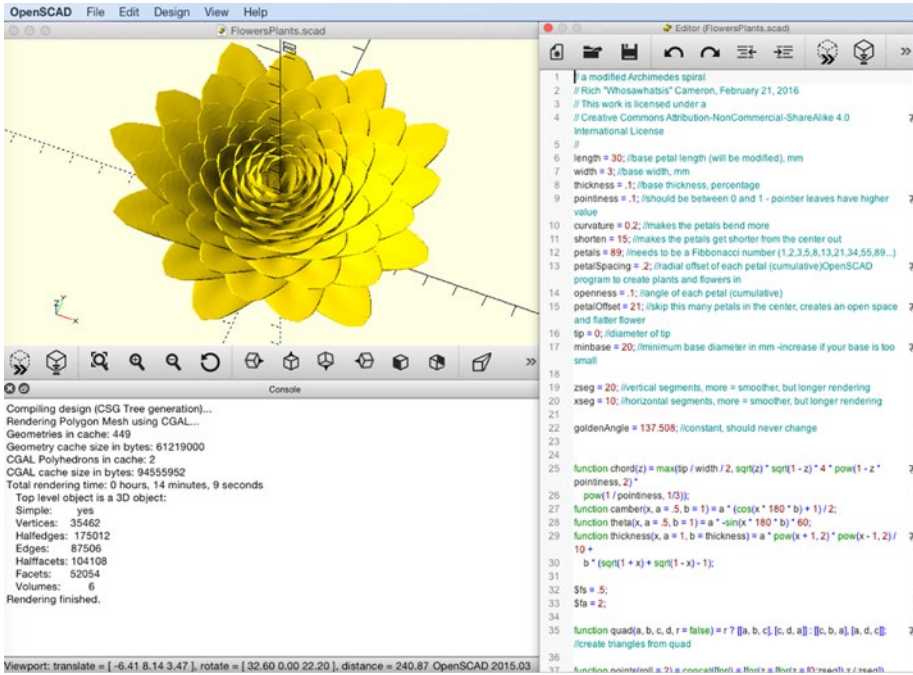 OpenSCAD File Edit Design View Help
FlowersPlants.scad
Console
Compiling design (CSG Tree generation)...
Rendering Polygon Mesh using CGAL...
Geometries in cache: 449
Geometry cache size in bytes: 61219000
CGAL Polyhedrons in cache: 2
CGAL cache size in bytes: 94555952
Total rendering time: 0 hours, 14 minutes, 9 seconds
Top level object is a 3D object:
Simple: yes
Vertices: 35462
Halfedges: 175012
Edges: 87506
Halffacets: 104108
Facets: 52054
Volumes: 6
Rendering finished.
Viewport: translate = [ -6.41 8.14 3.47 ], rotate = [ 32.60 0.00 22.20 ], distance = 240.87 OpenSCAD 2015.03
Editor (FlowersPlants.scad)
1 / a modified Archimedes spiral
2 // Rich "Whosawhatsis" Cameron, February 21, 2016
3 // This work is licensed under a
4 // Creative Commons Attribution-NonCommercial-ShareAlike 4.0
International License
5 //
6 length = 30; //base petal length (will be modified), mm
7 width = 3; //base width, mm
8 thickness = .1; //base thickness, percentage
9 pointiness = .1; //should be between 0 and 1 - pointier leaves have higher
value
10 curvature = 0.2; //makes the petals bend more
11 shorten = 15; //makes the petals get shorter from the center out
12 petals = 89; //needs to be a Fibbonacci number (1,2,3,5,8,13,21,34,55,89...)
13 petalSpacing = .2; //radial offset of each petal (cumulative)OpenSCAD
program to create plants and flowers in
14 openness = .1; //angle of each petal (cumulative)
15 petalOffset = 21; //skip this many petals in the center, creates an open space
and flatter flower
16 tip = 0; //diameter of tip
17 minbase = 20; //minimum base diameter in mm -increase if your base is too
small
18
19 zseg = 20; //vertical segments, more = smoother, but longer rendering
20 xseg = 10; //horizontal segments, more = smoother, but longer rendering
21
22 goldenAngle = 137.508; //constant, should never change
23
24
25 function chord(z) = max(tip / width / 2, sqrt(z) * sqrt(1 - z) * 4 * pow(1 - z *
pointiness, 2) *
26 pow(1 / pointiness, 1/3));
27 function camber(x, a = .5, b = 1) = a * (cos(x * 180 * b) + 1) / 2;
28 function theta(x, a = .5, b = 1) = a * -sin(x * 180 * b) * 60;
29 function thickness(x, a = 1, b = thickness) = a * pow(x + 1, 2) * pow(x - 1, 2) /
10 +
30 b * (sqrt(1 + x) + sqrt(1 - x) - 1);
31
32 $fs = .5;
33 $fa = 2;
34
35 function quad(a, b, c, d, r = false) = r ? [[a, b, c], [c, d, a]] : [[c, b, a], [a, d, c]];
//create triangles from quad
36
37